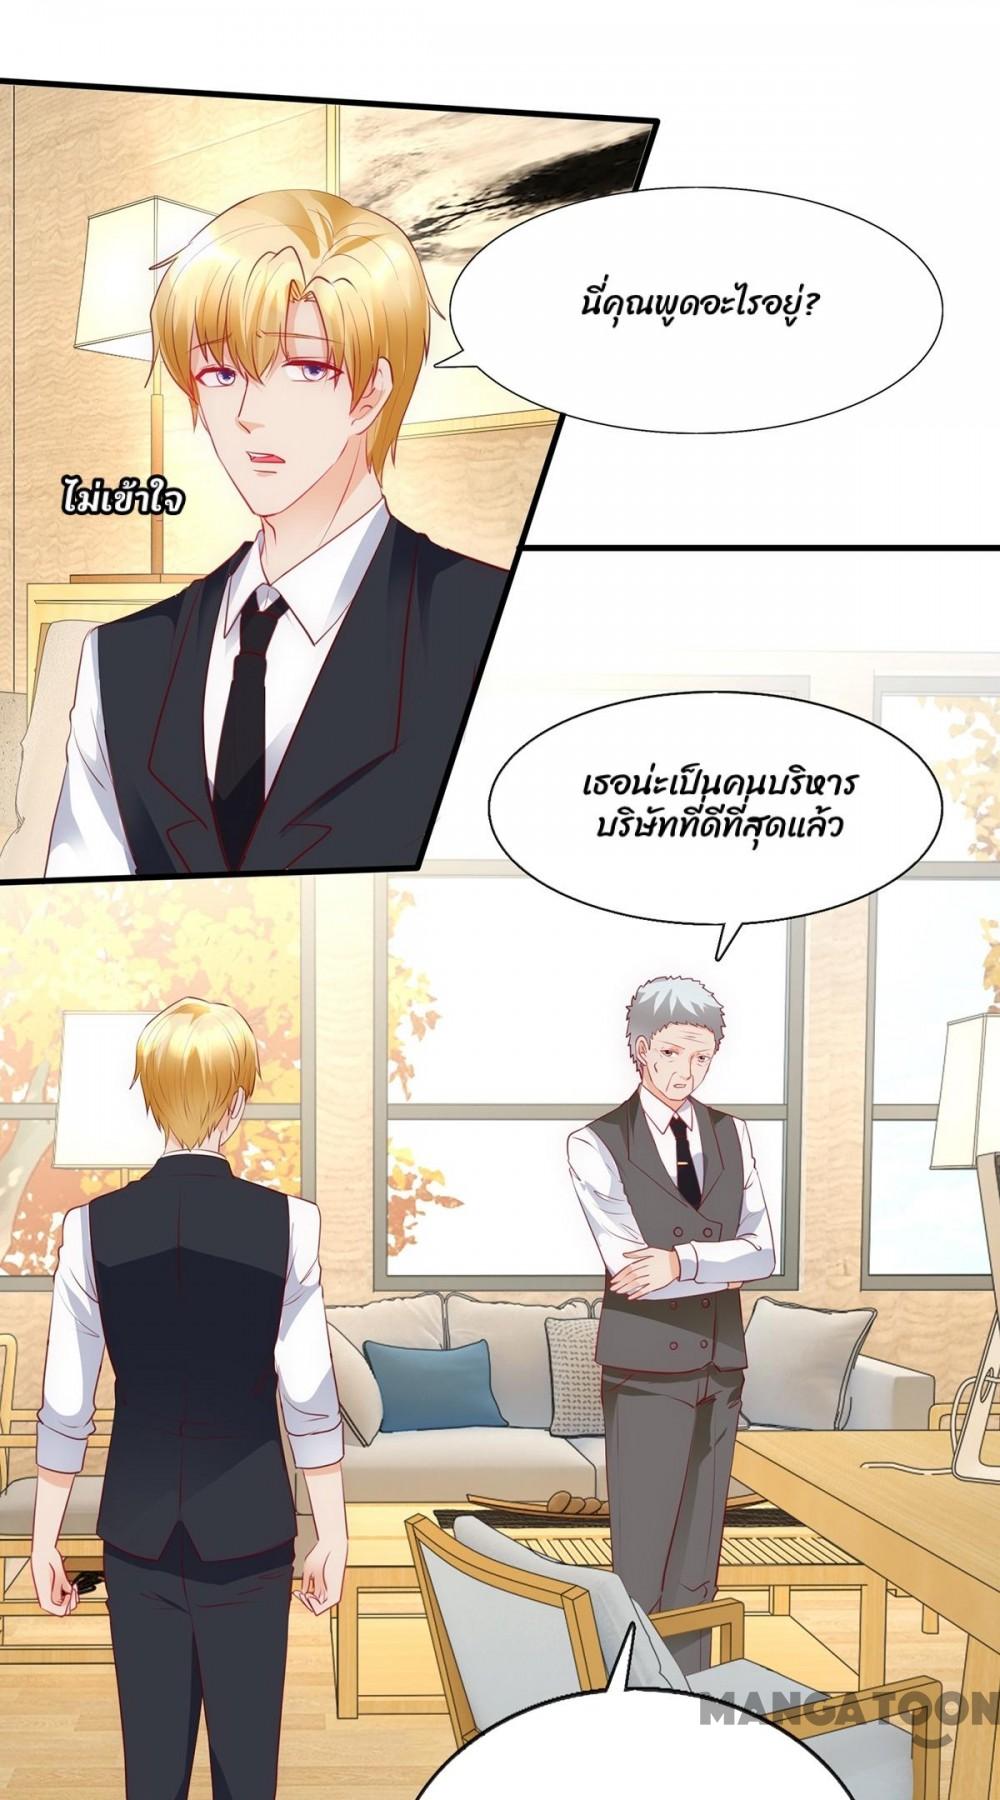 นี่คุณพูดอะไรอยู่?
ไม่เข้าใจ
เธอน่ะเป็นคนบริหาร
บริษัทที่ดีที่สุดแล้ว
MANGATOON